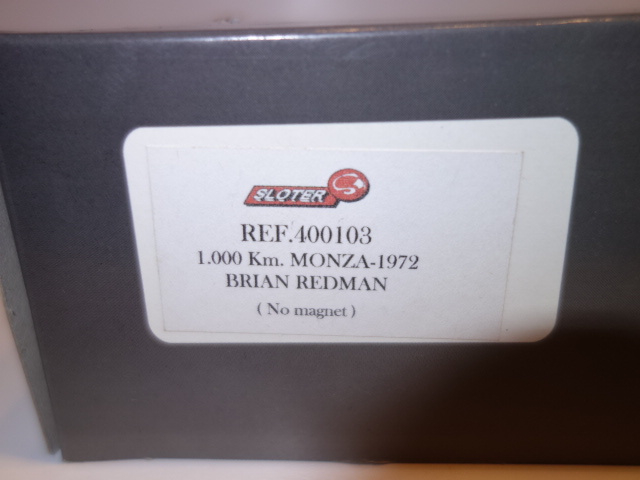 SLOTER
REF.400103
1.000 Km. MONZA-1972
BRIAN REDMAN
( No magnet )